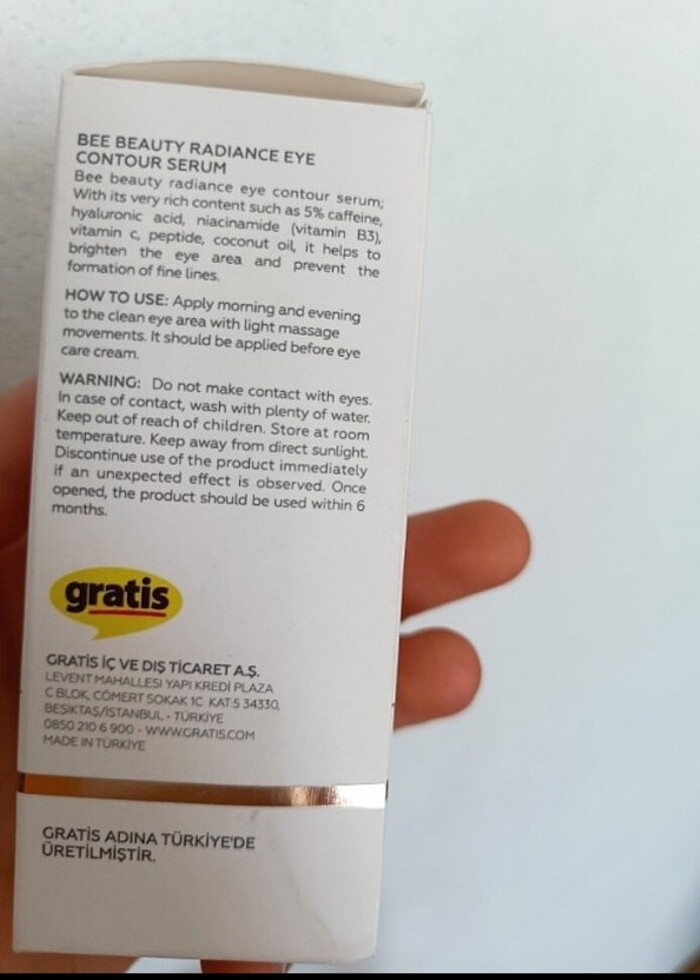 BEE BEAUTY RADIANCE EYE
CONTOUR SERUM
Bee beauty radiance eye contour serum;
With its very rich content such as 5% caffeine,
hyaluronic acid, niacinamide (vitamin B3),
vitamin c, peptide, coconut oil, it helps to
brighten the eye area and prevent the
formation of fine lines.
HOW TO USE: Apply morning and evening
to the clean eye area with light massage
movements. It should be applied before eye
care cream.
WARNING: Do not make contact with eyes.
In case of contact, wash with plenty of water.
Keep out of reach of children. Store at room
temperature. Keep away from direct sunlight.
Discontinue use of the product immediately
if an unexpected effect is observed. Once
opened, the product should be used within 6
months.
gratis
GRATİS İÇ VE DIŞ TİCARET A.Ş.
LEVENT MAHALLESİ YAPI KREDİ PLAZA
C BLOK, CÖMERT SOKAK 1C KAT:5 34330,
BEŞİKTAŞ/İSTANBUL - TÜRKİYE
0850 210 6 900 - WWW.GRATIS.COM
MADE IN TÜRKİYE
GRATİS ADINA TÜRKİYE'DE
ÜRETİLMİŞTİR.